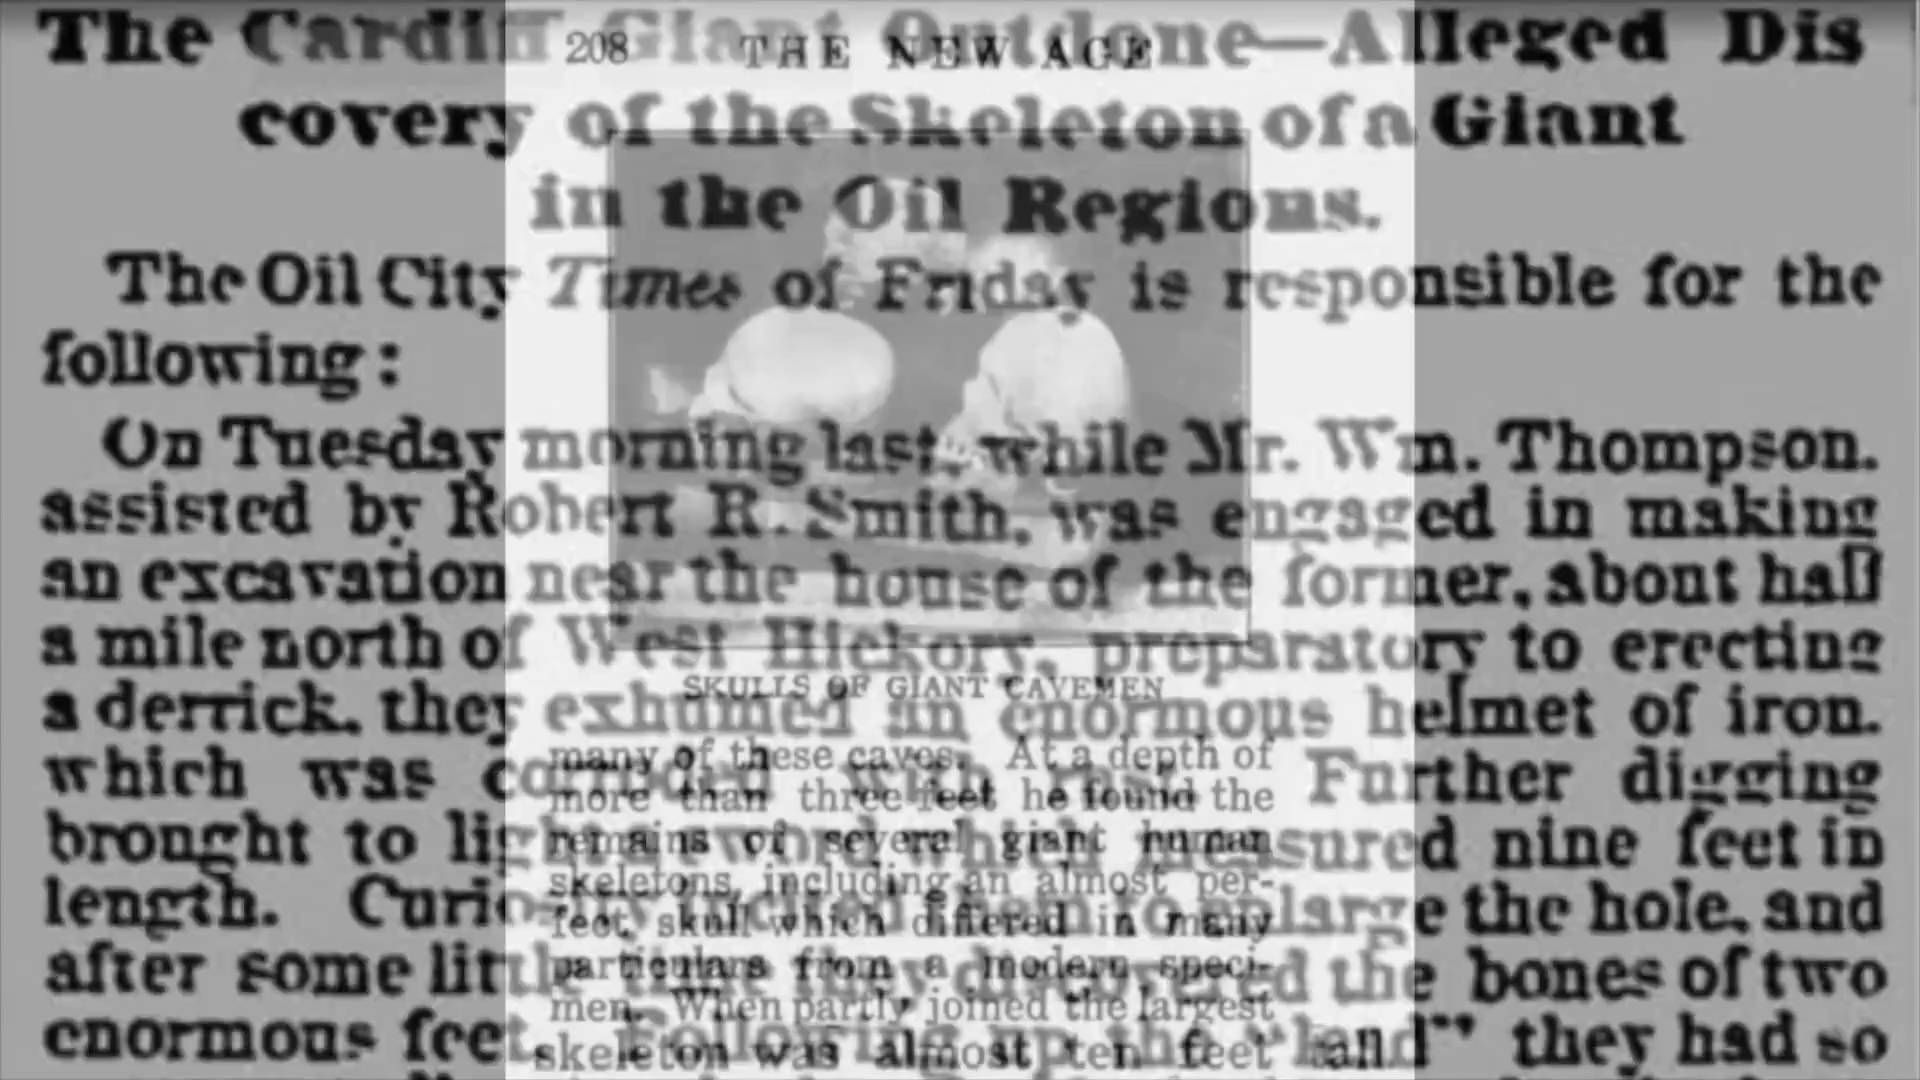 The Cardiff Giant Outdone—Alleged Dis
covery of the Skeleton of a Giant
in the Oil Regions.
The Oil City Times of Friday is responsible for the
following:
On Tuesday morning last, while Mr. Wm. Thompson,
assisted by Robert R. Smith, was engaged in making
an excavation near the house of the former, about half
a mile north of West Hickory, preparatory to erecting
a derrick, they exhumed an enormous helmet of iron,
which was corroded with rust. Further digging
brought to light a sword which measured nine feet in
length. Curiosity incited them to enlarge the hole, and
after some little time they discovered the bones of two
enormous feet. Following up the "lead" they had so
208 THE NEW AGE
SKULLS OF GIANT CAVEMEN
many of these caves. At a depth of
more than three feet he found the
remains of several giant human
skeletons, including an almost per-
fect skull which differed in many
particulars from a modern speci-
men. When partly joined the largest
skeleton was almost ten feet tall